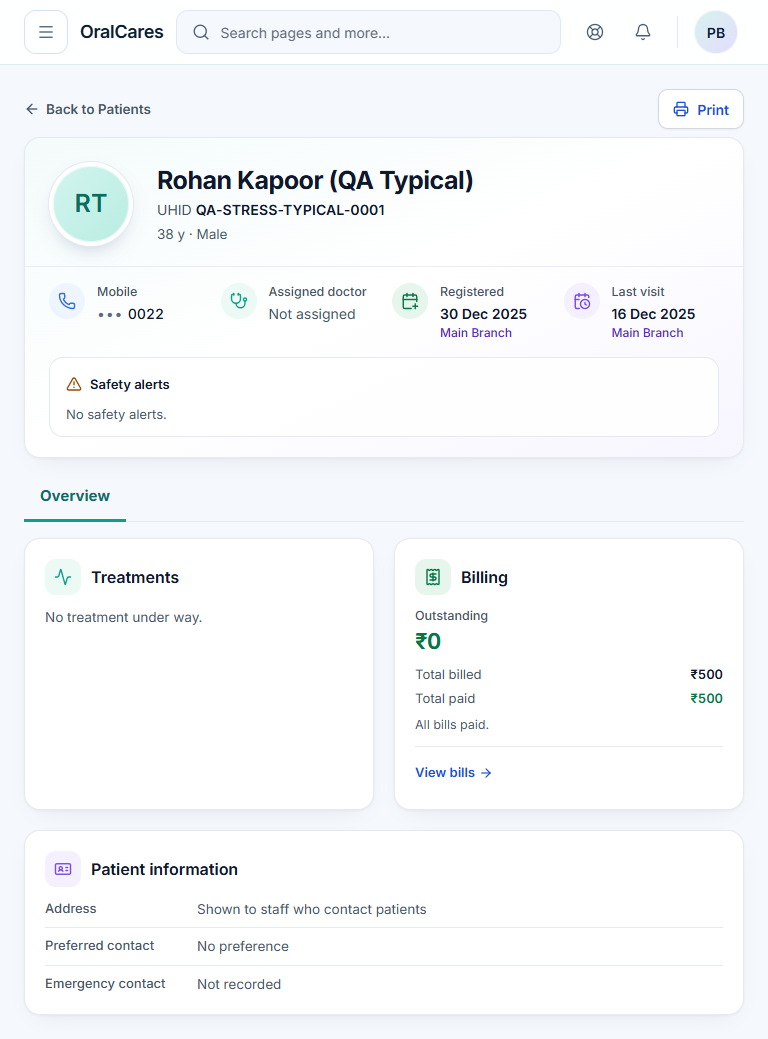 OralCares
Search pages and more...
PB
Back to Patients
Print
RT
Rohan Kapoor (QA Typical)
UHID QA-STRESS-TYPICAL-0001
38 y · Male
Mobile
••• 0022
Assigned doctor
Not assigned
Registered
30 Dec 2025
Main Branch
Last visit
16 Dec 2025
Main Branch
Safety alerts
No safety alerts.
Overview
Treatments
No treatment under way.
Billing
Outstanding
₹0
Total billed ₹500
Total paid ₹500
All bills paid.
View bills →
Patient information
Address Shown to staff who contact patients
Preferred contact No preference
Emergency contact Not recorded